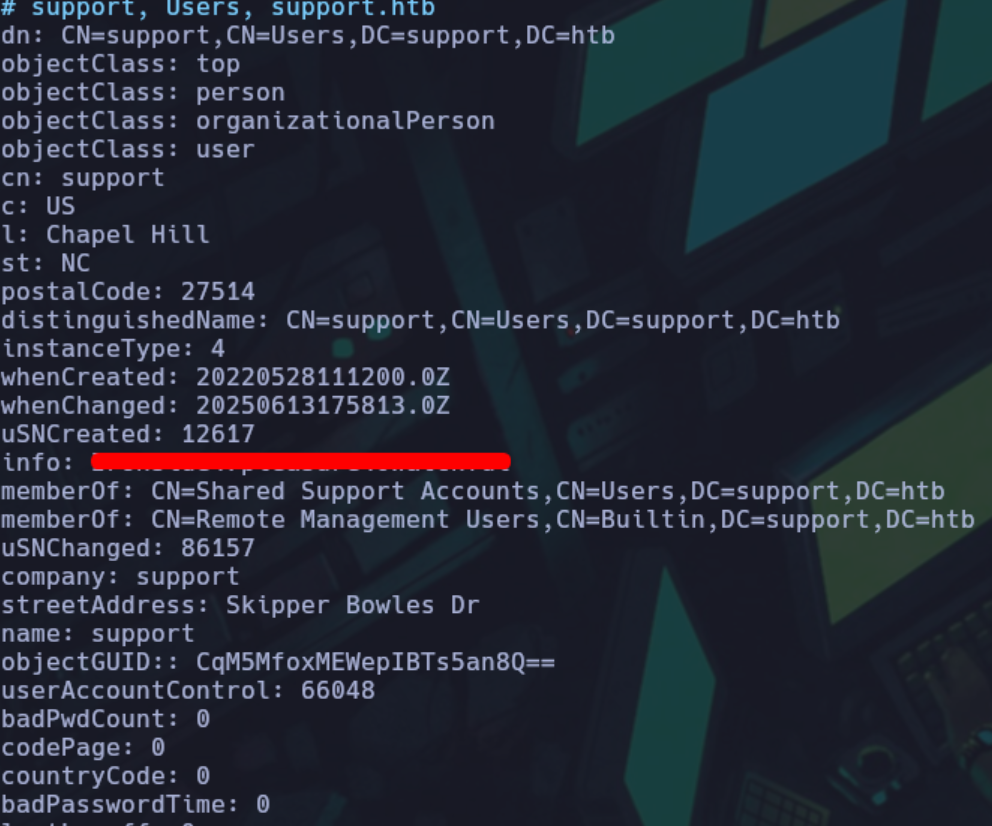 # support, Users, support.htb
dn: CN=support,CN=Users,DC=support,DC=htb
objectClass: top
objectClass: person
objectClass: organizationalPerson
objectClass: user
cn: support
c: US
l: Chapel Hill
st: NC
postalCode: 27514
distinguishedName: CN=support,CN=Users,DC=support,DC=htb
instanceType: 4
whenCreated: 20220528111200.0Z
whenChanged: 20250613175813.0Z
uSNCreated: 12617
info:
memberOf: CN=Shared Support Accounts,CN=Users,DC=support,DC=htb
memberOf: CN=Remote Management Users,CN=Builtin,DC=support,DC=htb
uSNChanged: 86157
company: support
streetAddress: Skipper Bowles Dr
name: support
objectGUID:: CqM5MfoxMEWepIBTs5an8Q==
userAccountControl: 66048
badPwdCount: 0
codePage: 0
countryCode: 0
badPasswordTime: 0